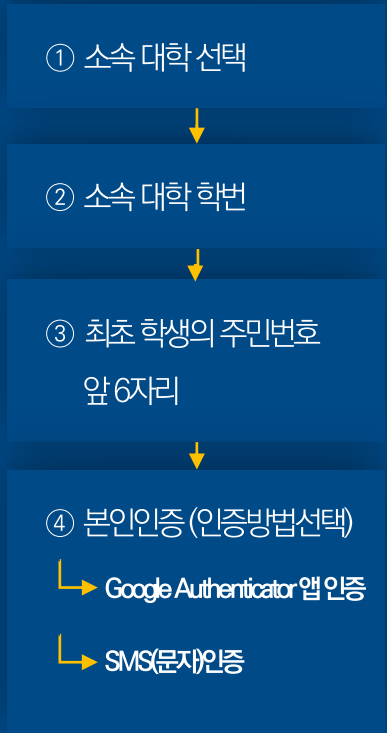 ① 소속 대학 선택
② 소속 대학 학번
③ 최초 학생의 주민번호
앞 6자리
④ 본인인증 (인증방법선택)
Google Authenticator 앱 인증
SMS(문자)인증